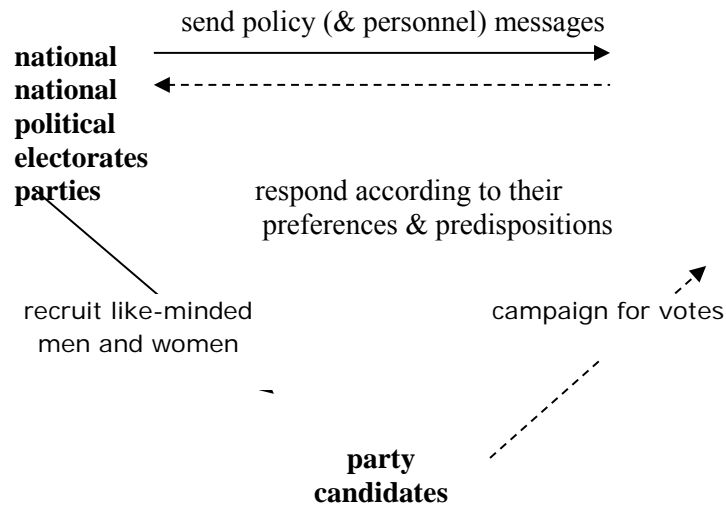 send policy (& personnel) messages
national
national
political
electorates
parties
respond according to their
preferences & predispositions
recruit like-minded
men and women
campaign for votes
party
candidates